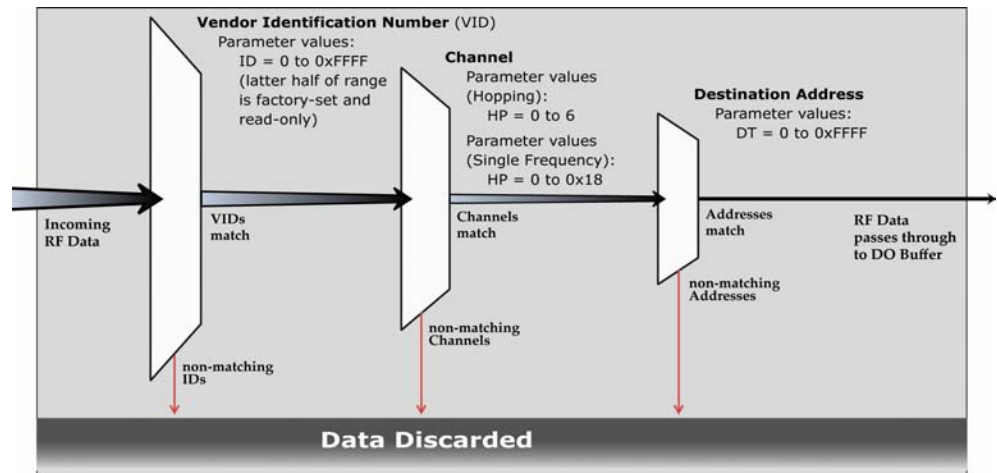 Vendor Identification Number (VID)
Parameter values:
ID = 0 to 0xFFFF
(latter half of range
is factory-set and
read-only)
Channel
Parameter values
(Hopping):
HP = 0 to 6
Parameter values
(Single Frequency):
HP = 0 to 0x18
Destination Address
Parameter values:
DT = 0 to 0xFFFF
Incoming
RF Data
VIDs
match
Channels
match
Addresses
match
RF Data
passes through
to DO Buffer
non-matching
IDs
non-matching
Channels
non-matching
Addresses
Data Discarded